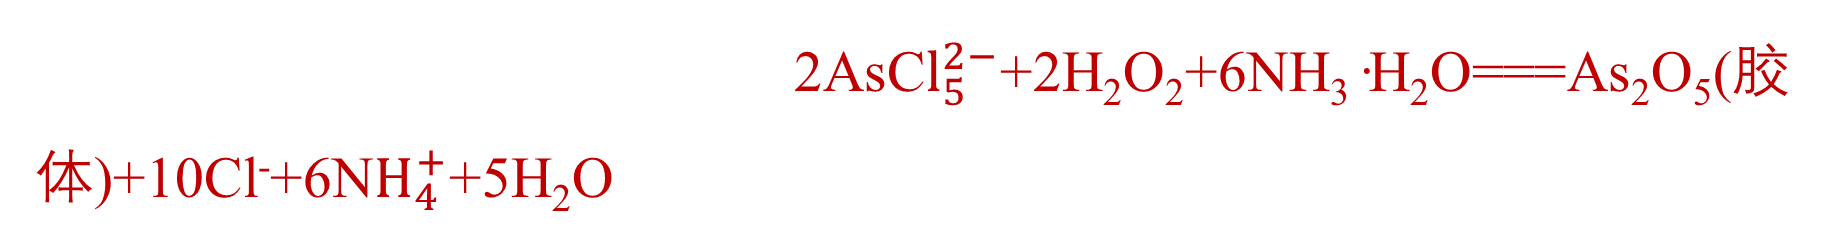 2AsCl₅²⁻+2H₂O₂+6NH₃·H₂O===As₂O₅(胶
体)+10Cl⁻+6NH₄⁺+5H₂O